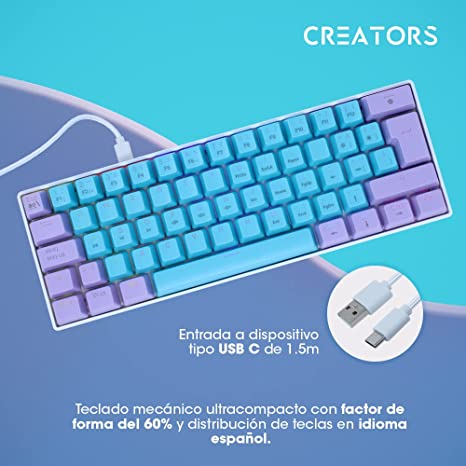 CREATORS
Entrada a dispositivo
tipo USB C de 1.5m
Teclado mecánico ultracompacto con factor de
forma del 60% y distribución de teclas en idioma
español.